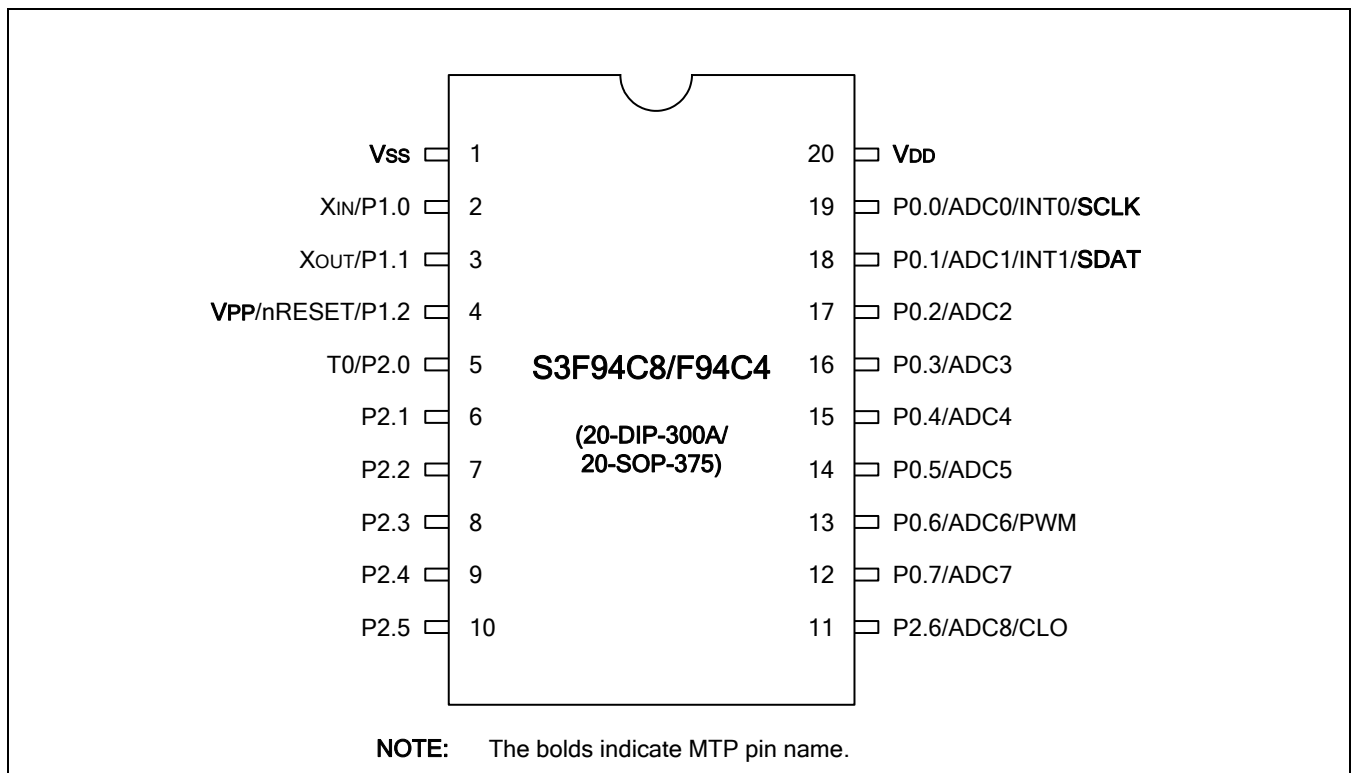 Vss 1 20 VDD
XIN/P1.0 2 19 P0.0/ADC0/INT0/SCLK
XOUT/P1.1 3 18 P0.1/ADC1/INT1/SDAT
VPP/nRESET/P1.2 4 17 P0.2/ADC2
T0/P2.0 5 S3F94C8/F94C4 16 P0.3/ADC3
P2.1 6 15 P0.4/ADC4
(20-DIP-300A/
20-SOP-375)
P2.2 7 14 P0.5/ADC5
P2.3 8 13 P0.6/ADC6/PWM
P2.4 9 12 P0.7/ADC7
P2.5 10 11 P2.6/ADC8/CLO
NOTE: The bolds indicate MTP pin name.